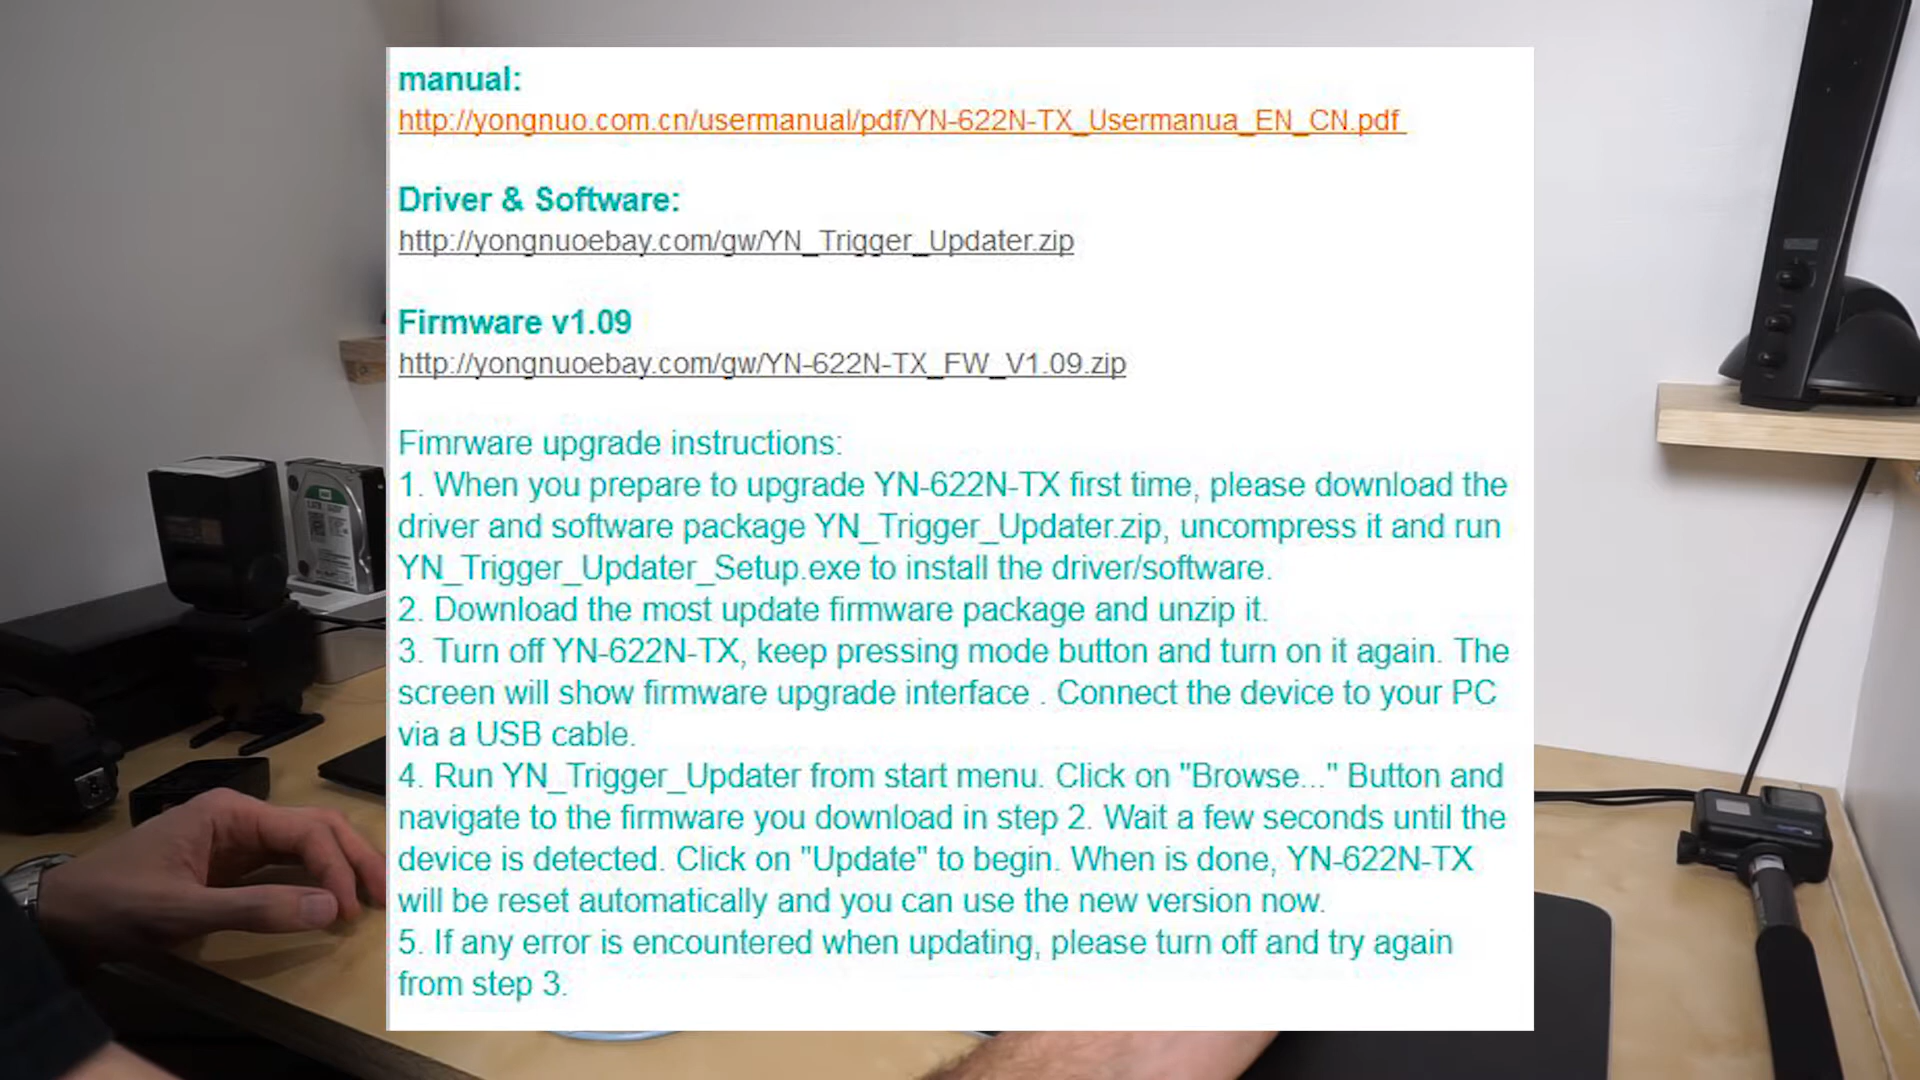 manual:
http://yongnuo.com.cn/usermanual/pdf/YN-622N-TX_Usermanua_EN_CN.pdf
Driver & Software:
http://yongnuoebay.com/gw/YN_Trigger_Updater.zip
Firmware v1.09
http://yongnuoebay.com/gw/YN-622N-TX_FW_V1.09.zip
Fimrware upgrade instructions:
1. When you prepare to upgrade YN-622N-TX first time, please download the
driver and software package YN_Trigger_Updater.zip, uncompress it and run
YN_Trigger_Updater_Setup.exe to install the driver/software.
2. Download the most update firmware package and unzip it.
3. Turn off YN-622N-TX, keep pressing mode button and turn on it again. The
screen will show firmware upgrade interface . Connect the device to your PC
via a USB cable.
4. Run YN_Trigger_Updater from start menu. Click on "Browse..." Button and
navigate to the firmware you download in step 2. Wait a few seconds until the
device is detected. Click on "Update" to begin. When is done, YN-622N-TX
will be reset automatically and you can use the new version now.
5. If any error is encountered when updating, please turn off and try again
from step 3.